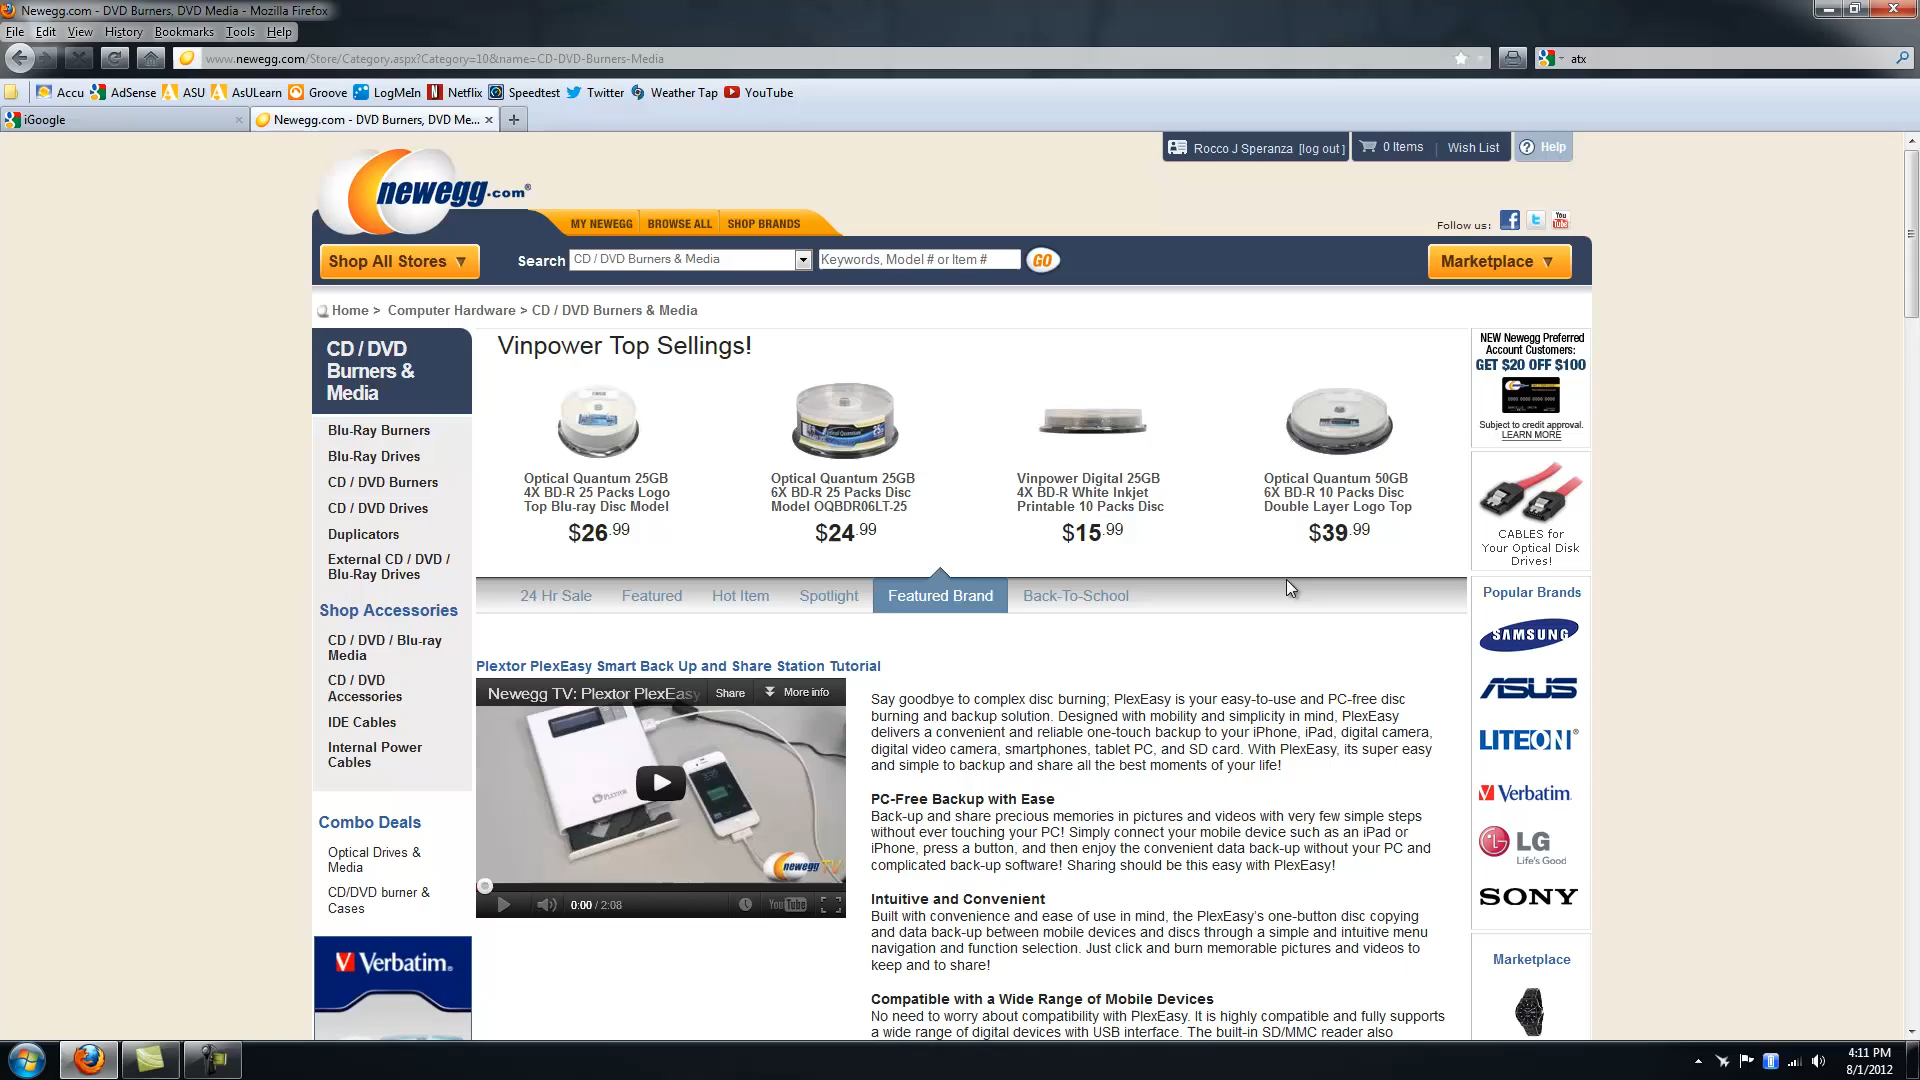 Newegg.com - DVD Burners, DVD Media - Mozilla Firefox
File Edit View History Bookmarks Tools Help
www.newegg.com/Store/Category.aspx?Category=10&name=CD-DVD-Burners-Media
atx
Accu AdSense ASU AsULearn Groove LogMeIn Netflix Speedtest Twitter Weather Tap YouTube
iGoogle
Newegg.com - DVD Burners, DVD Me...
Rocco J Speranza [log out]
0 Items
Wish List
Help
newegg.com
MY NEWEGG BROWSE ALL SHOP BRANDS
Follow us:
You Tube
Shop All Stores
Search
CD / DVD Burners & Media
Keywords, Model # or Item #
GO
Marketplace
Home > Computer Hardware > CD / DVD Burners & Media
CD / DVD
Burners &
Media
Blu-Ray Burners
Blu-Ray Drives
CD / DVD Burners
CD / DVD Drives
Duplicators
External CD / DVD /
Blu-Ray Drives
Shop Accessories
CD / DVD / Blu-ray
Media
CD / DVD
Accessories
IDE Cables
Internal Power
Cables
Combo Deals
Optical Drives &
Media
CD/DVD burner &
Cases
Verbatim.
Vinpower Top Sellings!
Optical Quantum 25GB
4X BD-R 25 Packs Logo
Top Blu-ray Disc Model
$26.99
Optical Quantum 25GB
6X BD-R 25 Packs Disc
Model OQBDR06LT-25
$24.99
Vinpower Digital 25GB
4X BD-R White Inkjet
Printable 10 Packs Disc
$15.99
Optical Quantum 50GB
6X BD-R 10 Packs Disc
Double Layer Logo Top
$39.99
24 Hr Sale Featured Hot Item Spotlight Featured Brand Back-To-School
Plextor PlexEasy Smart Back Up and Share Station Tutorial
Newegg TV: Plextor PlexEasy
Share
More info
PLEXTOR
newegg TV
0:00 / 2:08
YouTube
Say goodbye to complex disc burning; PlexEasy is your easy-to-use and PC-free disc
burning and backup solution. Designed with mobility and simplicity in mind, PlexEasy
delivers a convenient and reliable one-touch backup to your iPhone, iPad, digital camera,
digital video camera, smartphones, tablet PC, and SD card. With PlexEasy, its super easy
and simple to backup and share all the best moments of your life!
PC-Free Backup with Ease
Back-up and share precious memories in pictures and videos with very few simple steps
without ever touching your PC! Simply connect your mobile device such as an iPad or
iPhone, press a button, and then enjoy the convenient data back-up without your PC and
complicated back-up software! Sharing should be this easy with PlexEasy!
Intuitive and Convenient
Built with convenience and ease of use in mind, the PlexEasy's one-button disc copying
and data back-up between mobile devices and discs through a simple and intuitive menu
navigation and function selection. Just click and burn memorable pictures and videos to
keep and to share!
Compatible with a Wide Range of Mobile Devices
No need to worry about compatibility with PlexEasy. It is highly compatible and fully supports
a wide range of digital devices with USB interface. The built-in SD/MMC reader also
NEW Newegg Preferred
Account Customers:
GET $20 OFF $100
Subject to credit approval.
LEARN MORE
CABLES for
Your Optical Disk
Drives!
Popular Brands
SAMSUNG
ASUS
LITEON
Verbatim.
LG
Life's Good
SONY
Marketplace
4:11 PM
8/1/2012